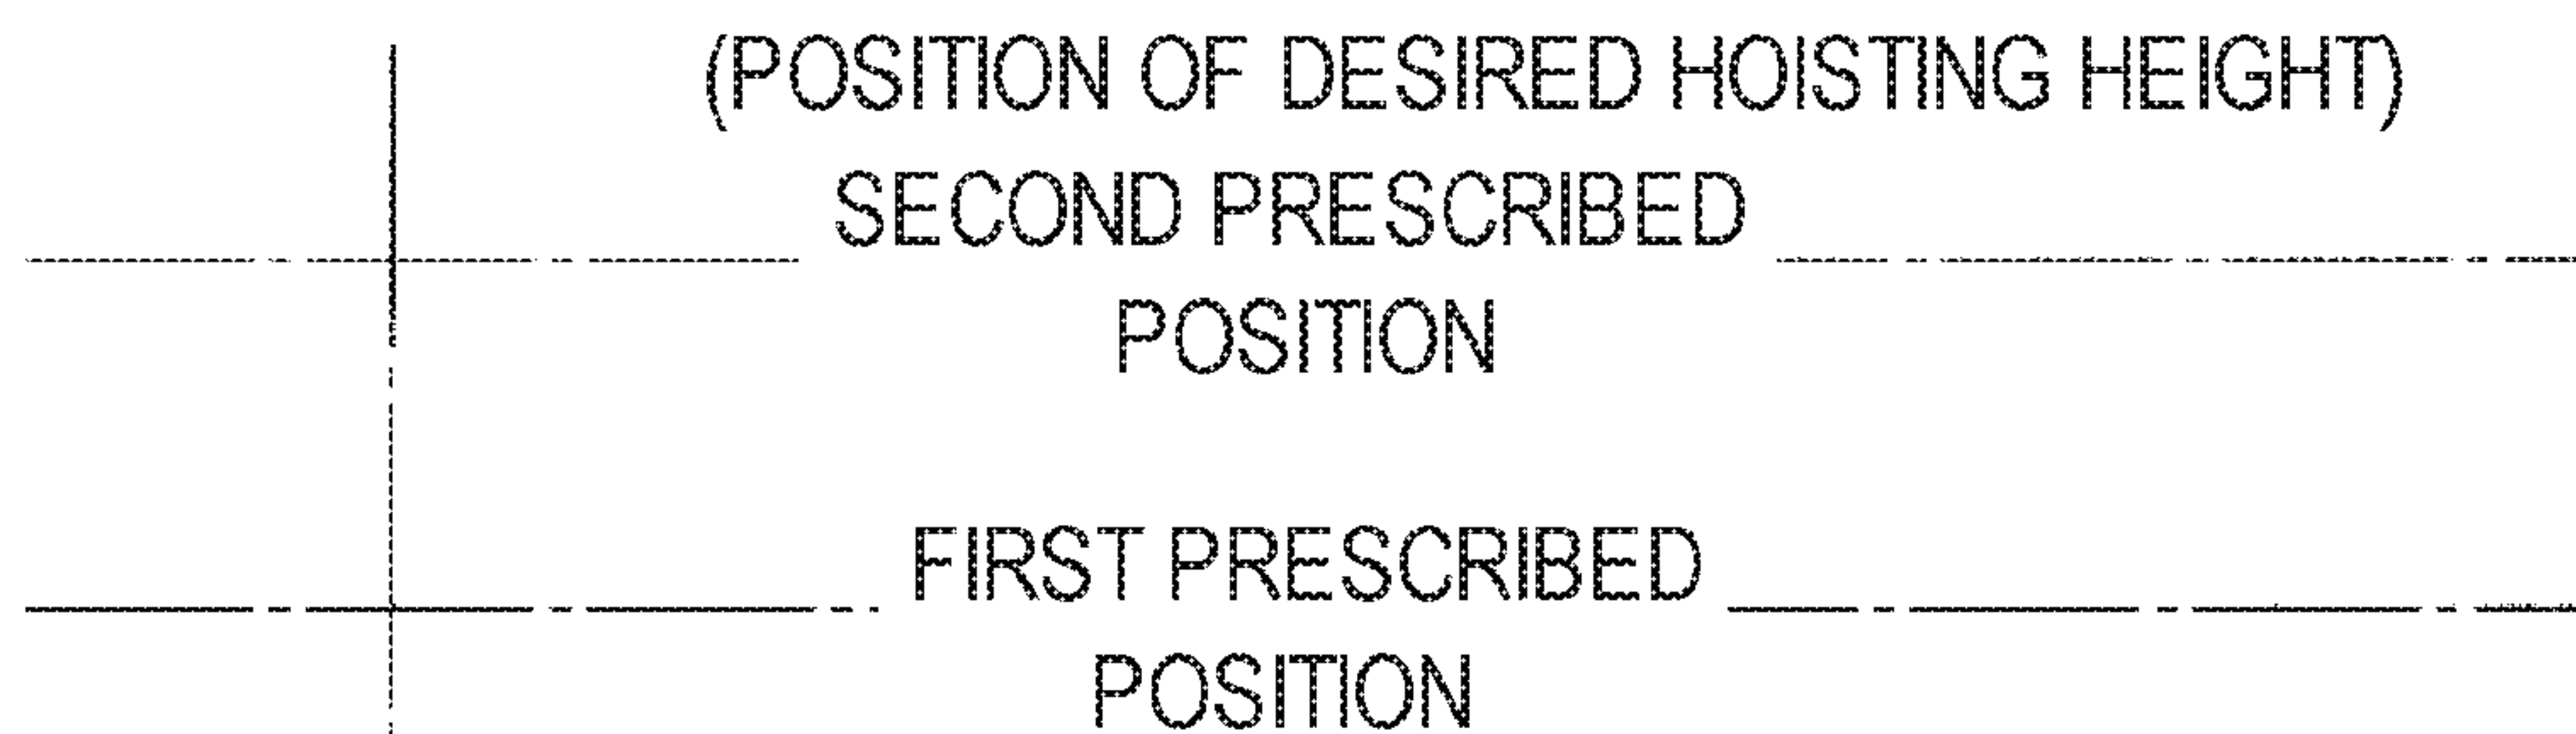 (POSITION OF DESIRED HOISTING HEIGHT)
SECOND PRESCRIBED
POSITION
FIRST PRESCRIBED
POSITION